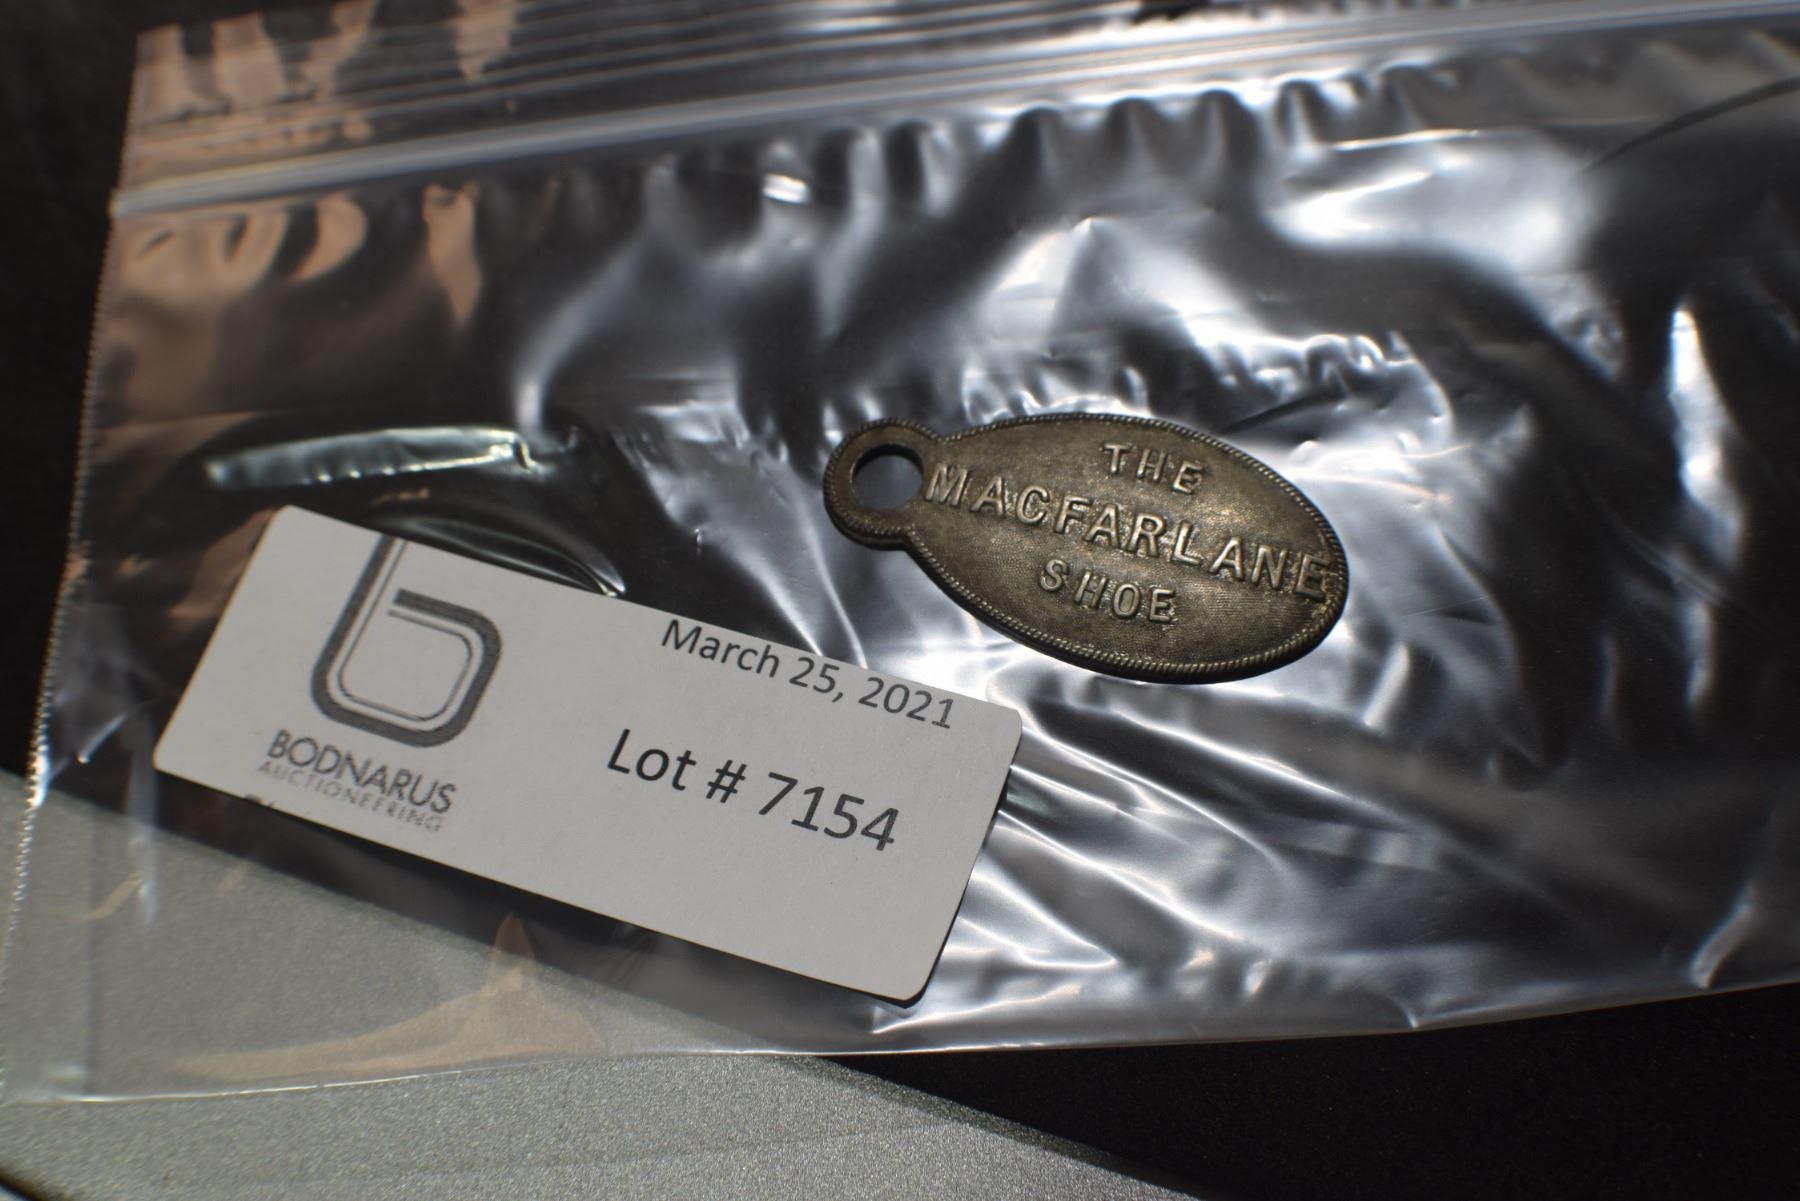 THE
MACFARLANE
SHOE
March 25, 2021
Lot # 7154
BODNARUS
AUCTIONEERING